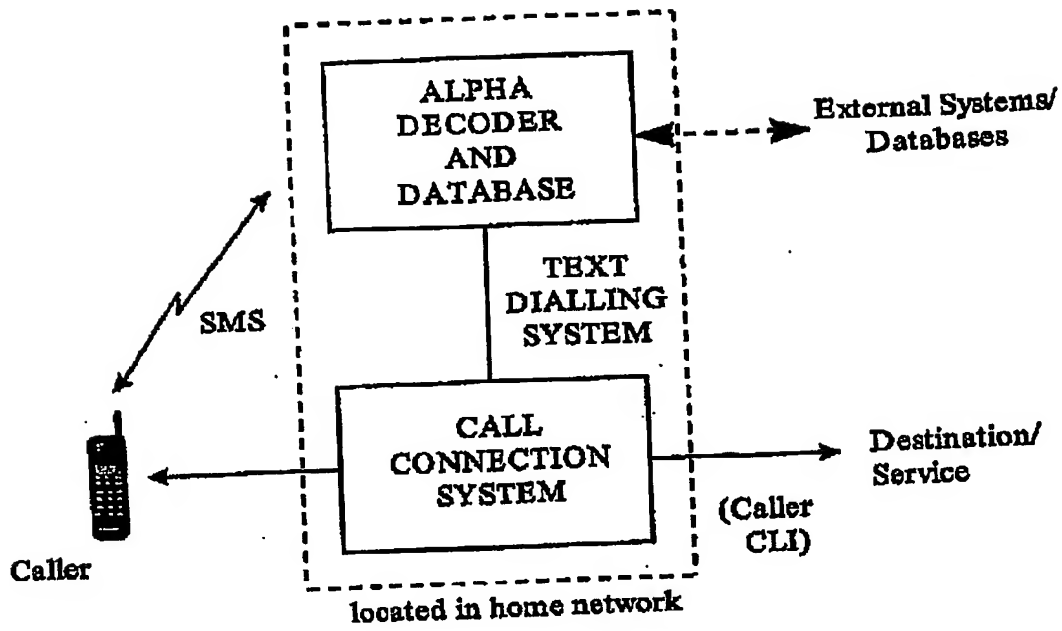 ALPHA
DECODER
AND
DATABASE
External Systems/
Databases
TEXT
DIALLING
SYSTEM
SMS
CALL
CONNECTION
SYSTEM
Destination/
Service
(Caller
CLI)
Caller
located in home network